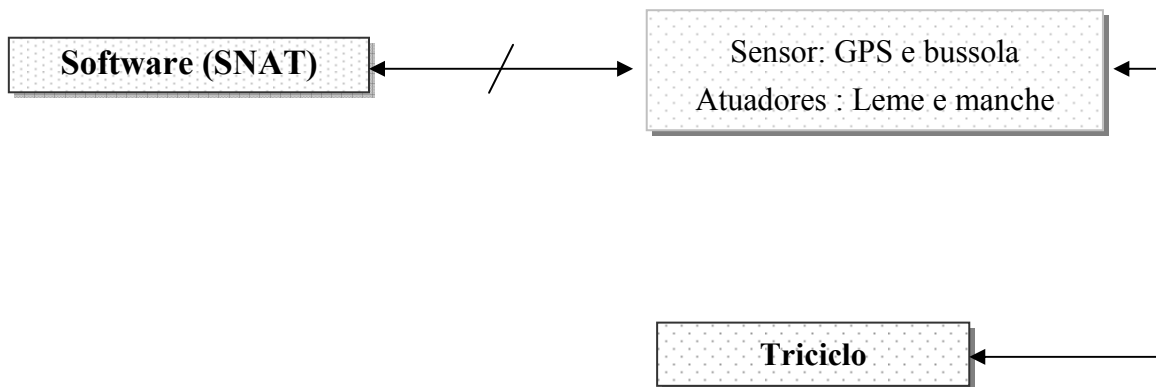 Software (SNAT)
Sensor: GPS e bussola
Atuadores : Leme e manche
Triciclo